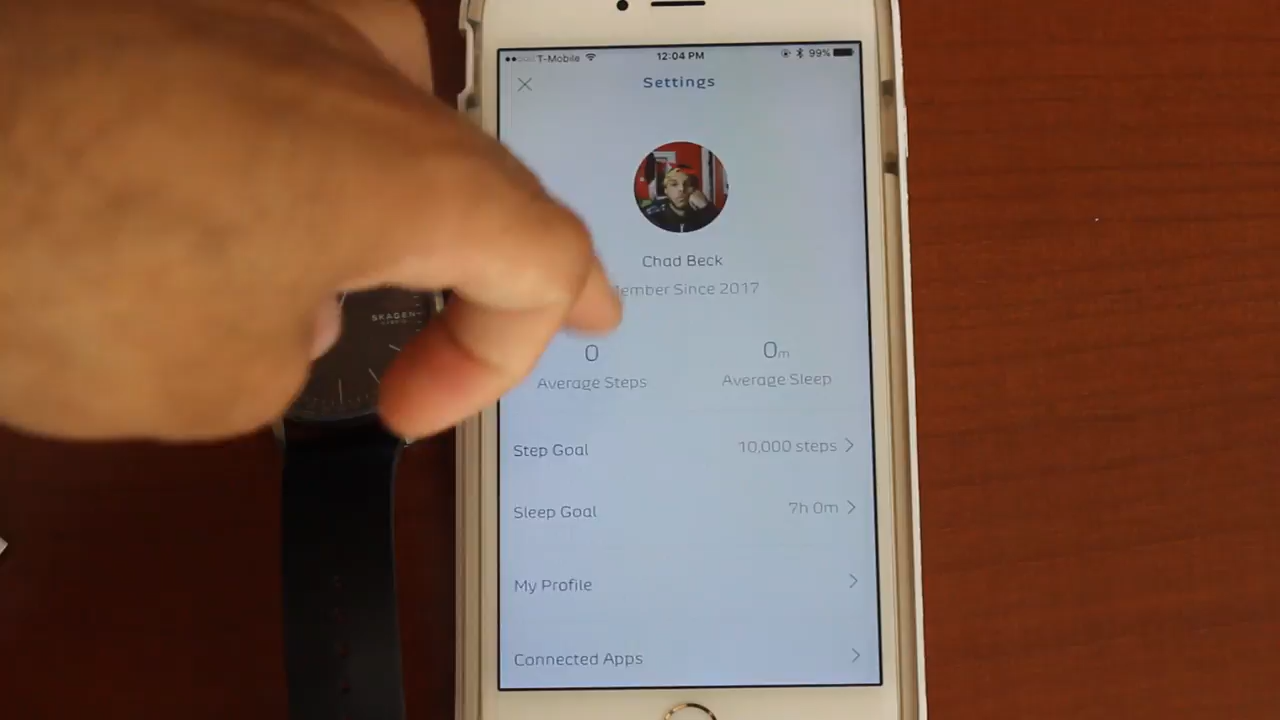 T-Mobile 12:04 PM 99%
Settings
Chad Beck
Since 2017
0 0m
Average Steps Average Sleep
SKAGEN
Step Goal 10,000 steps
Sleep Goal 7h 0m
My Profile
Connected Apps